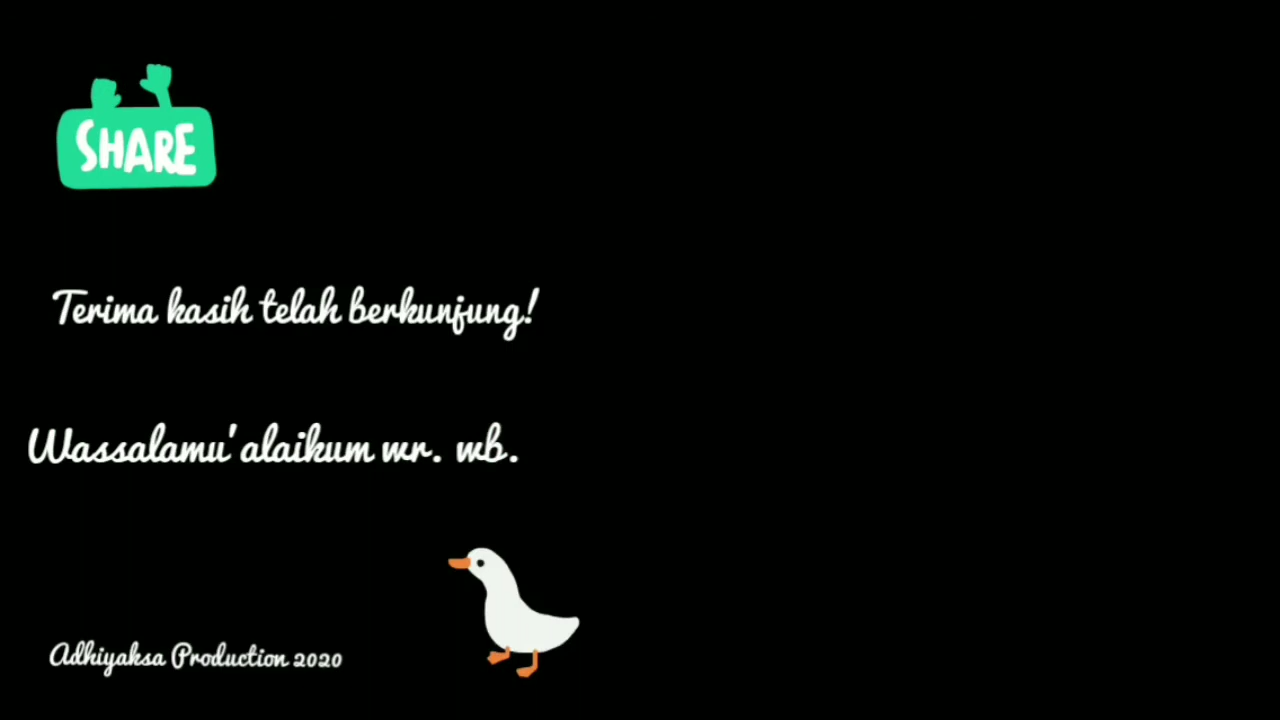 SHARE
Terima kasih telah berkunjung!
Wassalamu'alaikum wr. wb.
Adhiyaksa Production 2020